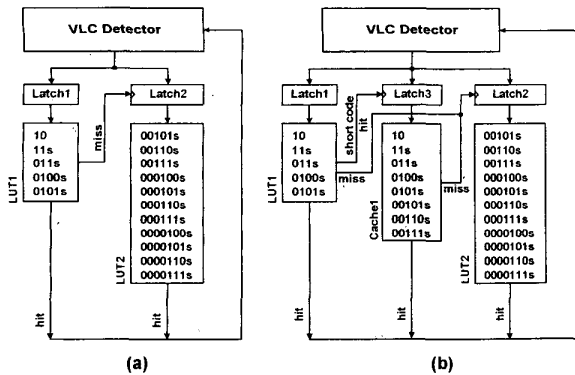 VLC Detector
Latch1
Latch2
miss
LUT1
10
11s
011s
0100s
0101s
LUT2
00101s
00110s
00111s
000100s
000101s
000110s
000111s
0000100s
0000101s
0000110s
0000111s
hit
hit
(a)
VLC Detector
Latch1
Latch3
Latch2
short code
hit
miss
miss
LUT1
10
11s
011s
0100s
0101s
Cache1
10
11s
011s
0100s
0101s
00101s
00110s
00111s
LUT2
00101s
00110s
00111s
000100s
000101s
000110s
000111s
0000100s
0000101s
0000110s
0000111s
hit
hit
hit
(b)